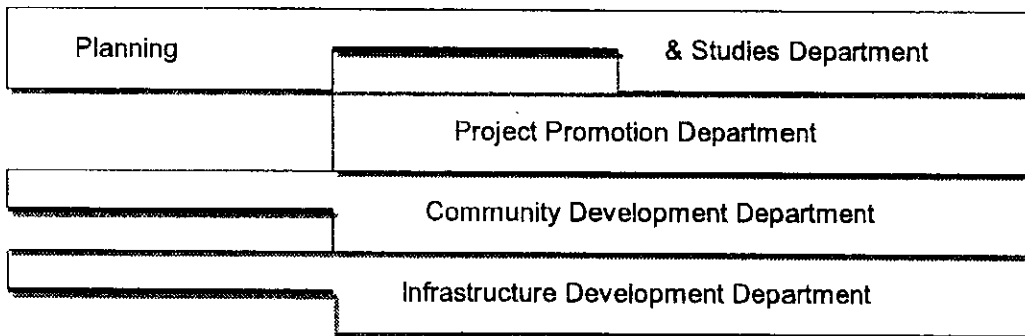 Planning & Studies Department
Project Promotion Department
Community Development Department
Infrastructure Development Department